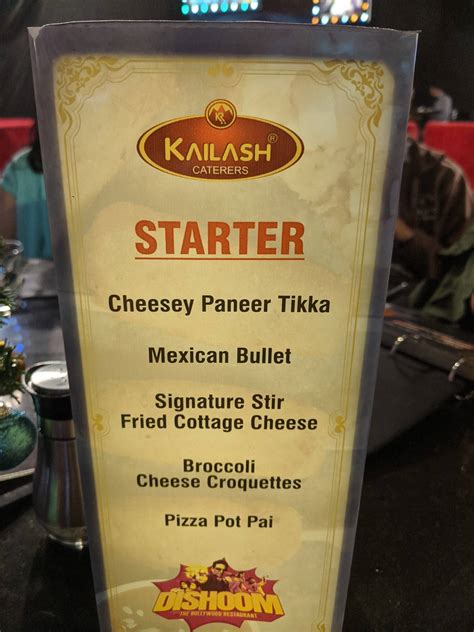 KR
KAILASH®
CATERERS
STARTER
Cheesey Paneer Tikka
Mexican Bullet
Signature Stir
Fried Cottage Cheese
Broccoli
Cheese Croquettes
Pizza Pot Pai
DISHOOM
THE BOLLYWOOD RESTAURANT